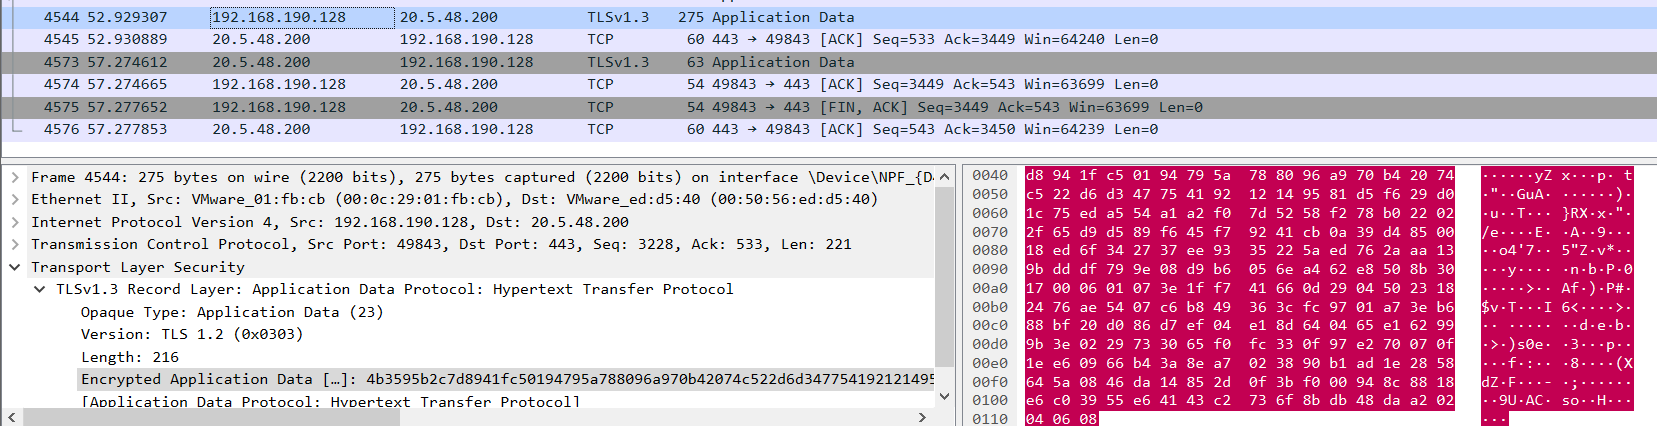 4544 52.929307 192.168.190.128 20.5.48.200 TLSv1.3 275 Application Data
4545 52.930889 20.5.48.200 192.168.190.128 TCP 60 443 → 49843 [ACK] Seq=533 Ack=3449 Win=64240 Len=0
4573 57.274612 20.5.48.200 192.168.190.128 TLSv1.3 63 Application Data
4574 57.274665 192.168.190.128 20.5.48.200 TCP 54 49843 → 443 [ACK] Seq=3449 Ack=543 Win=63699 Len=0
4575 57.277652 192.168.190.128 20.5.48.200 TCP 54 49843 → 443 [FIN, ACK] Seq=3449 Ack=543 Win=63699 Len=0
4576 57.277853 20.5.48.200 192.168.190.128 TCP 60 443 → 49843 [ACK] Seq=543 Ack=3450 Win=64239 Len=0
Frame 4544: 275 bytes on wire (2200 bits), 275 bytes captured (2200 bits) on interface \Device\NPF_{D
Ethernet II, Src: VMware_01:fb:cb (00:0c:29:01:fb:cb), Dst: VMware_ed:d5:40 (00:50:56:ed:d5:40)
Internet Protocol Version 4, Src: 192.168.190.128, Dst: 20.5.48.200
Transmission Control Protocol, Src Port: 49843, Dst Port: 443, Seq: 3228, Ack: 533, Len: 221
Transport Layer Security
TLSv1.3 Record Layer: Application Data Protocol: Hypertext Transfer Protocol
Opaque Type: Application Data (23)
Version: TLS 1.2 (0x0303)
Length: 216
Encrypted Application Data […]: 4b3595b2c7d8941fc50194795a788096a970b42074c522d6d347754192121495
[Application Data Protocol: Hypertext Transfer Protocol]
0040 d8 94 1f c5 01 94 79 5a 78 80 96 a9 70 b4 20 74 ······yZ x···p· t
0050 c5 22 d6 d3 47 75 41 92 12 14 95 81 d5 f6 29 d0 ·"··GuA· ······)·
0060 1c 75 ed a5 54 a1 a2 f0 7d 52 58 f2 78 b0 22 02 ·u··T··· }RX·x·"·
0070 2f 65 d9 d5 89 f6 45 f7 92 41 cb 0a 39 d4 85 00 /e····E· ·A··9···
0080 18 ed 6f 34 27 37 ee 93 35 22 5a ed 76 2a aa 13 ··o4'7·· 5"Z·v*··
0090 9b dd df 79 9e 08 d9 b6 05 6e a4 62 e8 50 8b 30 ···y···· ·n·b·P·0
00a0 17 00 06 01 07 3e 1f f7 41 66 0d 29 04 50 23 18 ·····>·· Af·)·P#·
00b0 24 76 ae 54 07 c6 b8 49 36 3c fc 97 01 a7 3e b6 $v·T···I 6<····>·
00c0 88 bf 20 d0 86 d7 ef 04 e1 8d 64 04 65 e1 62 99 ·· ····· ··d·e·b·
00d0 9b 3e 02 29 73 30 65 f0 fc 33 0f 97 e2 70 07 0f ·>·)s0e· ·3···p··
00e0 1e e6 09 66 b4 3a 8e a7 02 38 90 b1 ad 1e 28 58 ···f·:·· ·8····(X
00f0 64 5a 08 46 da 14 85 2d 0f 3b f0 00 94 8c 88 18 dZ·F···- ·;······
0100 e6 c0 39 55 e6 41 43 c2 73 6f 8b db 48 da a2 02 ··9U·AC· so··H···
0110 04 06 08 ···